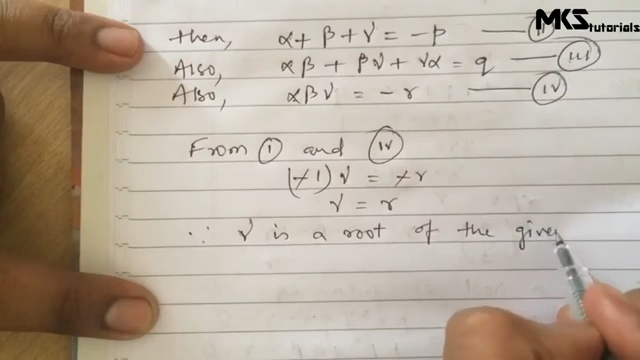 MKS tutorials
then, α + β + γ = -p — (ii)
Also, αβ + βγ + γα = q — (iii)
Also, αβγ = -r — (iv)
From (i) and (iv)
(-1) γ = -r
γ = r
∵ γ is a root of the given